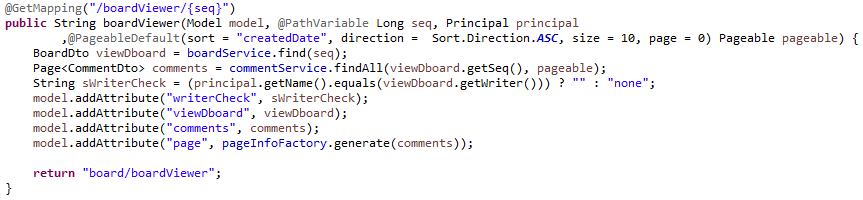 @GetMapping("/boardViewer/{seq}")
public String boardViewer(Model model, @PathVariable Long seq, Principal principal
,@PageableDefault(sort = "createdDate", direction =  Sort.Direction.ASC, size = 10, page = 0) Pageable pageable) {
BoardDto viewDboard = boardService.find(seq);
Page<CommentDto> comments = commentService.findAll(viewDboard.getSeq(), pageable);
String sWriterCheck = (principal.getName().equals(viewDboard.getWriter())) ? "" : "none";
model.addAttribute("writerCheck", sWriterCheck);
model.addAttribute("viewDboard", viewDboard);
model.addAttribute("comments", comments);
model.addAttribute("page", pageInfoFactory.generate(comments));
return "board/boardViewer";
}